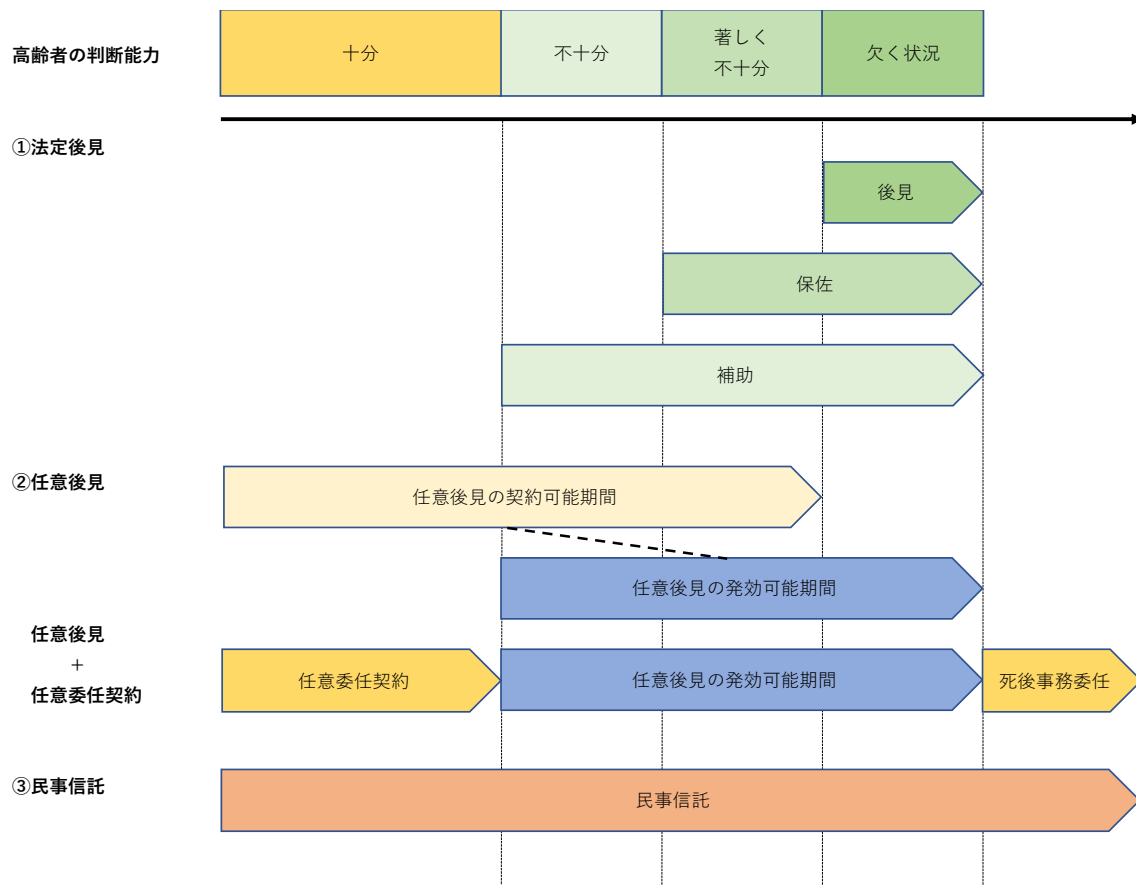 高齢者の判断能力
十分
不十分
著しく
不十分
欠く状況
①法定後見
後見
保佐
補助
②任意後見
任意後見の契約可能期間
任意後見の発効可能期間
任意後見
+
任意委任契約
任意委任契約
任意後見の発効可能期間
死後事務委任
③民事信託
民事信託